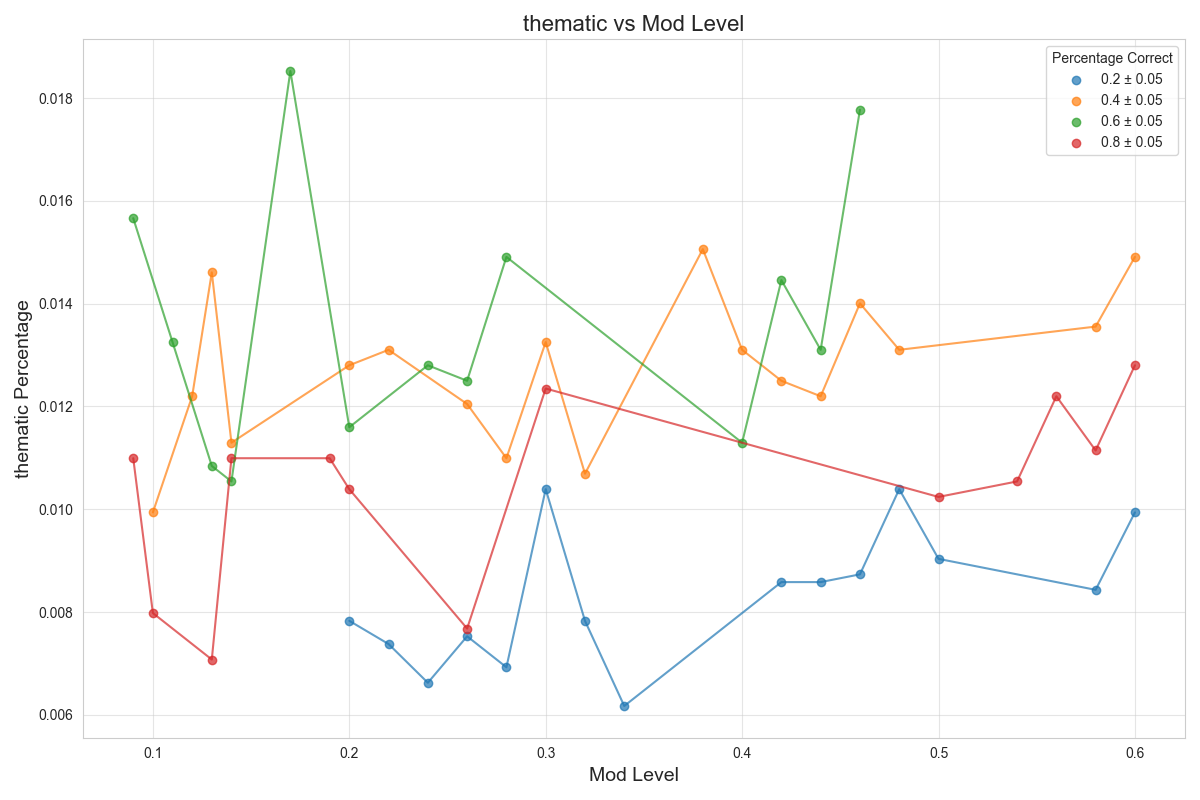 thematic vs Mod Level
Percentage Correct
0.2 ± 0.05
0.4 ± 0.05
0.6 ± 0.05
0.8 ± 0.05
thematic Percentage
0.018
0.016
0.014
0.012
0.010
0.008
0.006
0.1 0.2 0.3 0.4 0.5 0.6
Mod Level